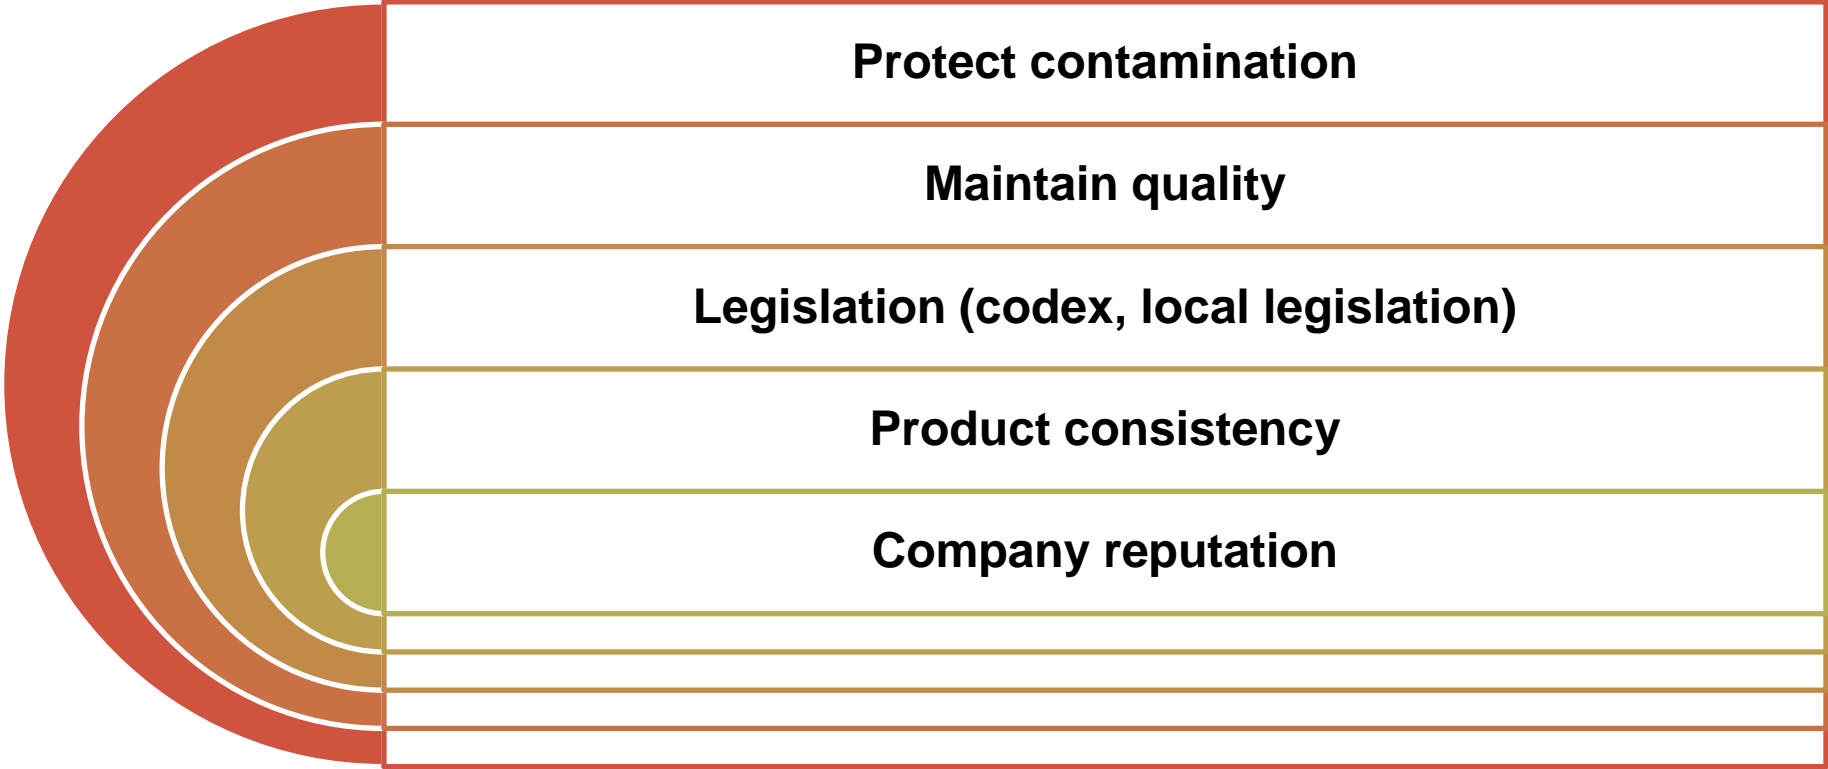 Protect contamination
Maintain quality
Legislation (codex, local legislation)
Product consistency
Company reputation